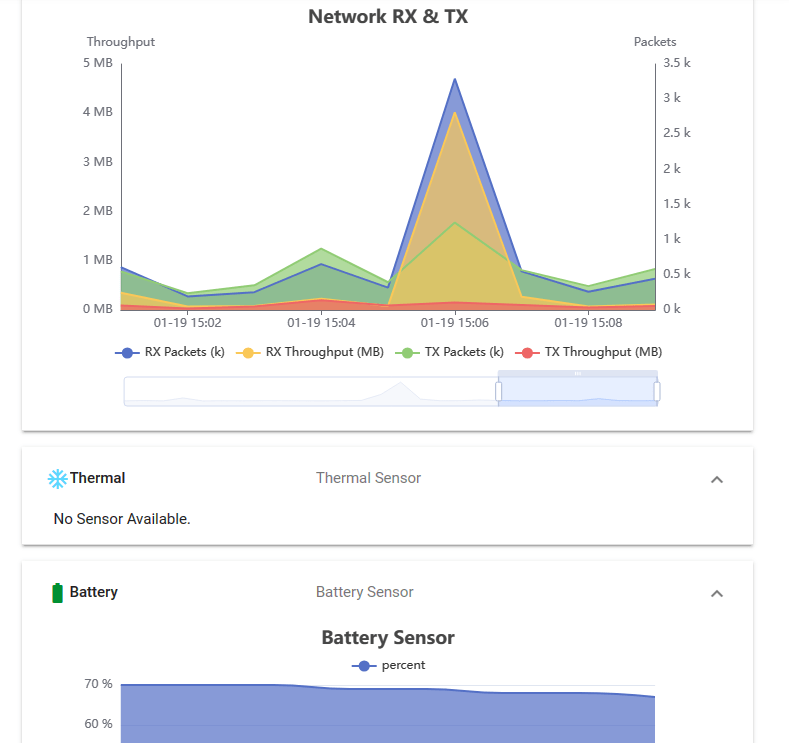 Network RX & TX
Throughput Packets
5 MB 3.5 k
3 k
4 MB
2.5 k
3 MB
2 k
2 MB 1.5 k
1 k
1 MB
0.5 k
0 MB 0 k
01-19 15:02 01-19 15:04 01-19 15:06 01-19 15:08
RX Packets (k) RX Throughput (MB) TX Packets (k) TX Throughput (MB)
Thermal Thermal Sensor
No Sensor Available.
Battery Battery Sensor
Battery Sensor
percent
70 %
60 %